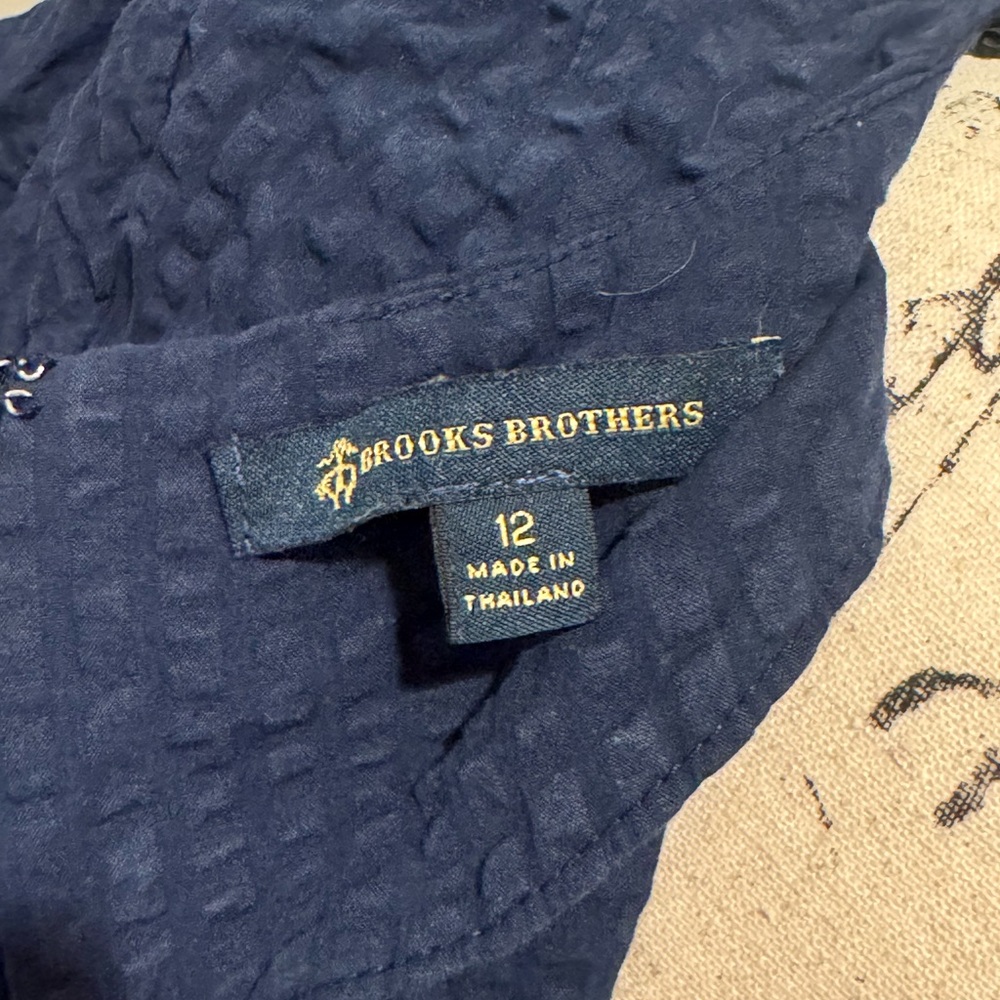 BROOKS BROTHERS
12
MADE IN
THAILAND